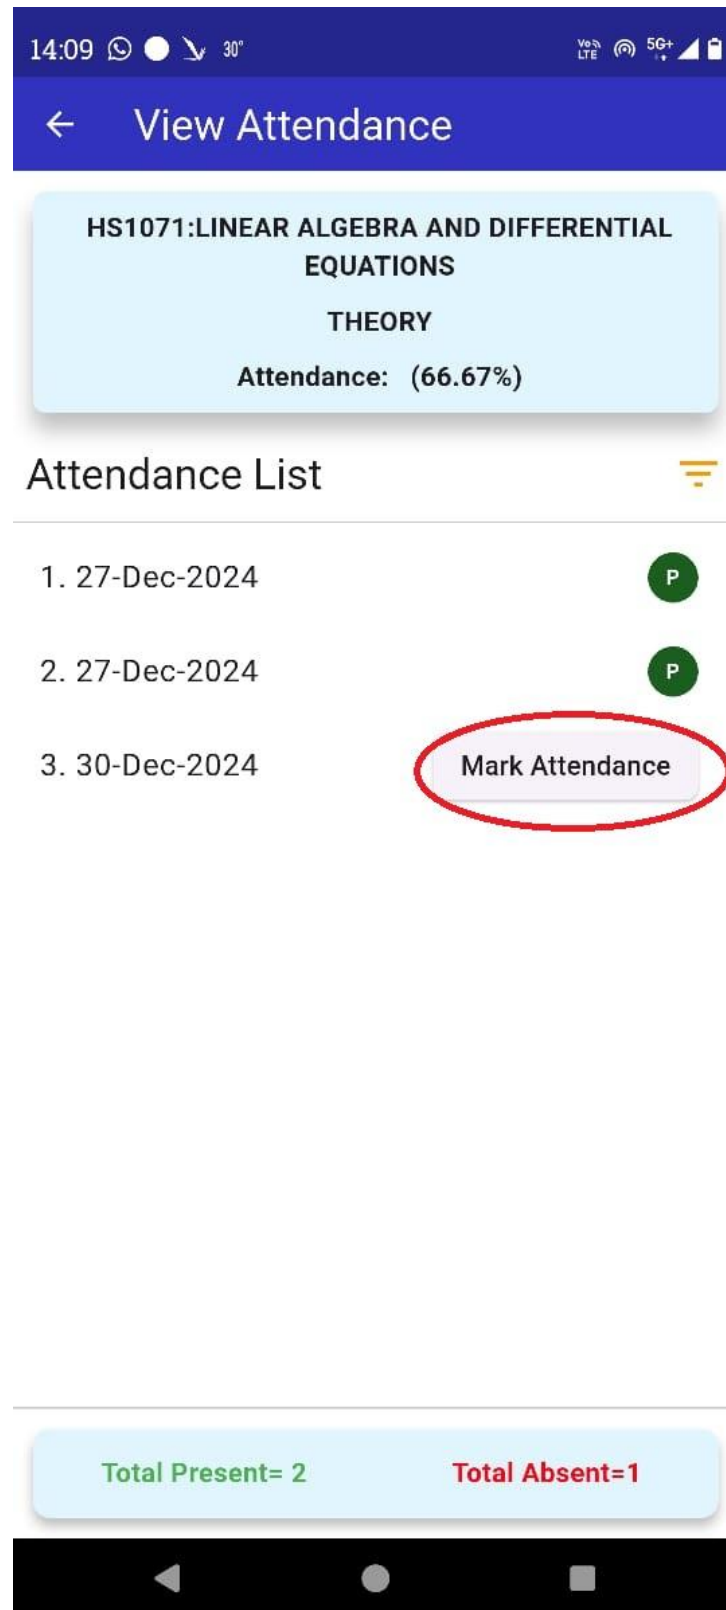 14:09 30°
Vo LTE 5G+
View Attendance
HS1071:LINEAR ALGEBRA AND DIFFERENTIAL
EQUATIONS
THEORY
Attendance: (66.67%)
Attendance List
1. 27-Dec-2024 P
2. 27-Dec-2024 P
3. 30-Dec-2024 Mark Attendance
Total Present= 2 Total Absent=1